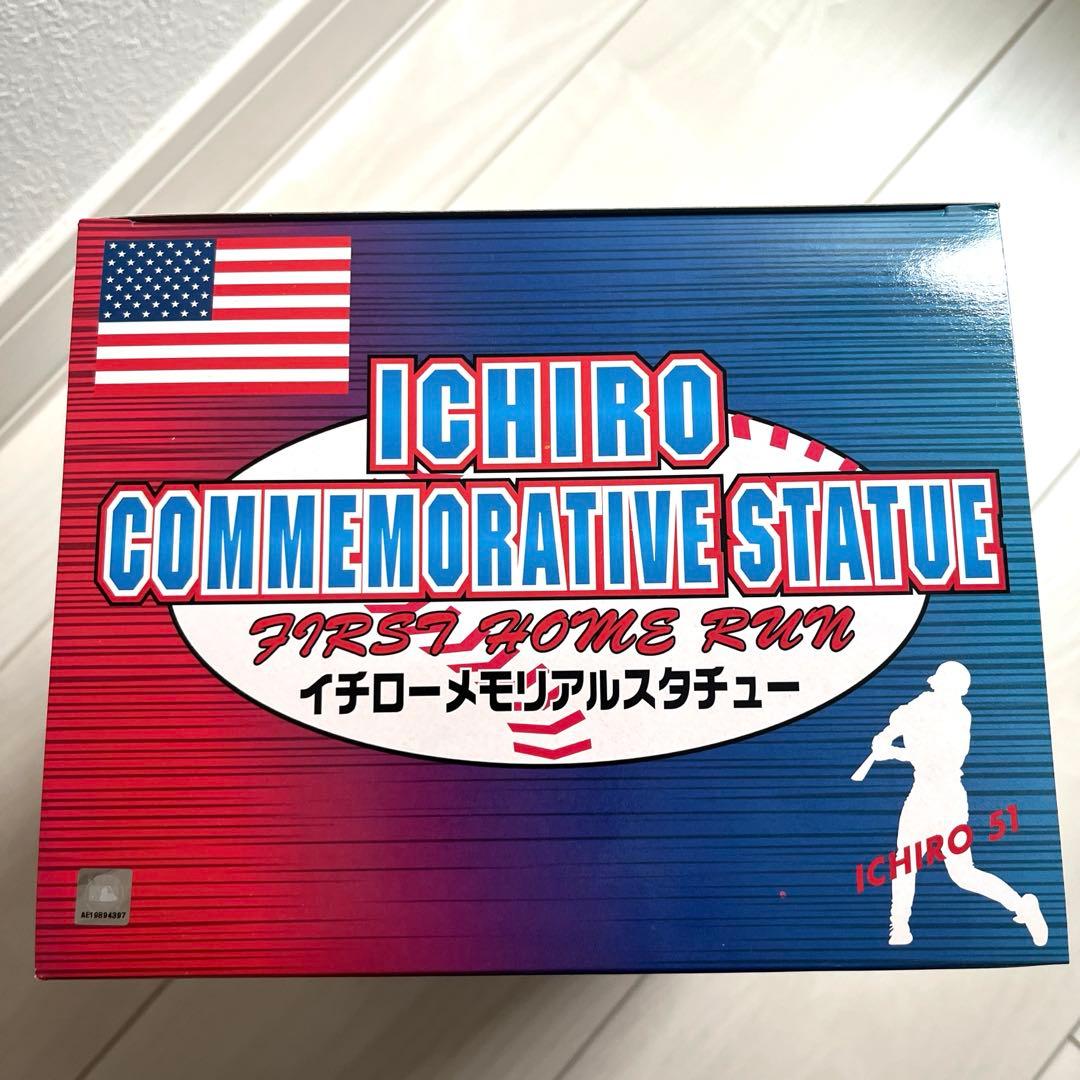 ICHIRO
COMMEMORATIVE STATUE
FIRST HOME RUN
イチローメモリアルスタチュー
ICHIRO 51
AE19894397